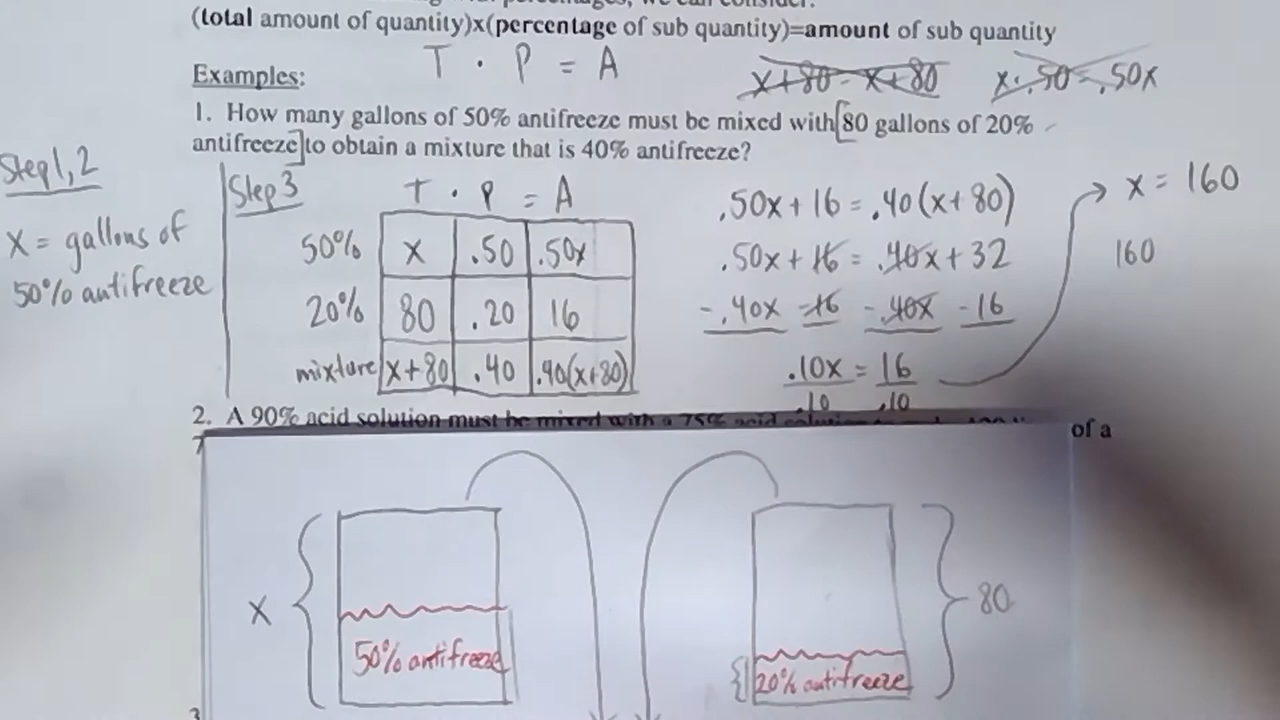 (total amount of quantity)x(percentage of sub quantity)=amount of sub quantity
T · P = A
x+80 - x+80 x·.50=.50x
Examples:
1. How many gallons of 50% antifreeze must be mixed with[80 gallons of 20%
antifreeze]to obtain a mixture that is 40% antifreeze?
Step 1,2
x = gallons of
50% antifreeze
Step 3
T · P = A
50% x .50 .50x
20% 80 .20 16
mixture x+80 .40 .40(x+80)
.50x + 16 = .40(x+80)
.50x + 16 = .40x + 32
-.40x -16 -.40x -16
.10x = 16
.10 .10
x = 160
160
2. A 90% acid solution must be mixed with a 75% acid solution of a
7
x
50% antifreeze
20% antifreeze
80
3